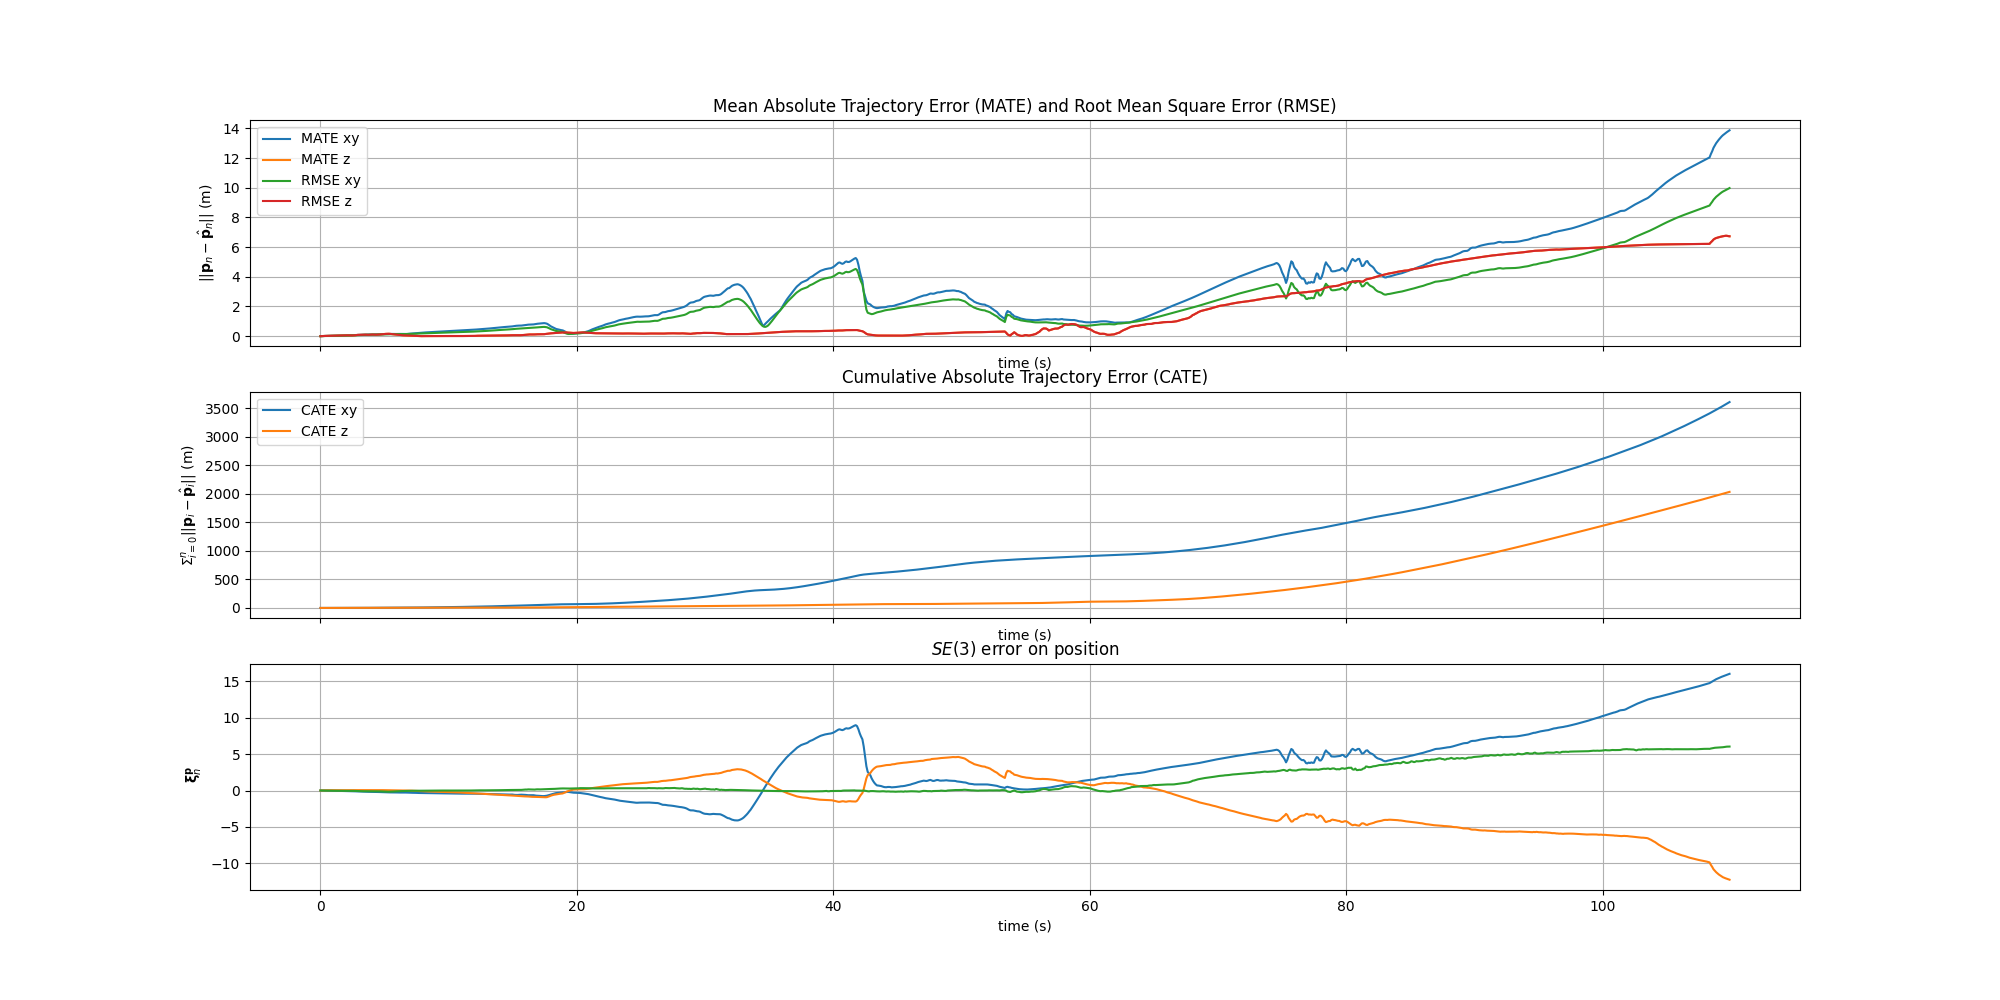 Mean Absolute Trajectory Error (MATE) and Root Mean Square Error (RMSE)
||𝐩ₙ − 𝐩̂ₙ|| (m)
14
12
10
8
6
4
2
0
MATE xy
MATE z
RMSE xy
RMSE z
time (s)
Cumulative Absolute Trajectory Error (CATE)
Σⁿᵢ₌₀||𝐩ᵢ − 𝐩̂ᵢ|| (m)
3500
3000
2500
2000
1500
1000
500
0
CATE xy
CATE z
time (s)
SE(3) error on position
𝛏ₙᵖ
15
10
5
0
−5
−10
0 20 40 60 80 100
time (s)